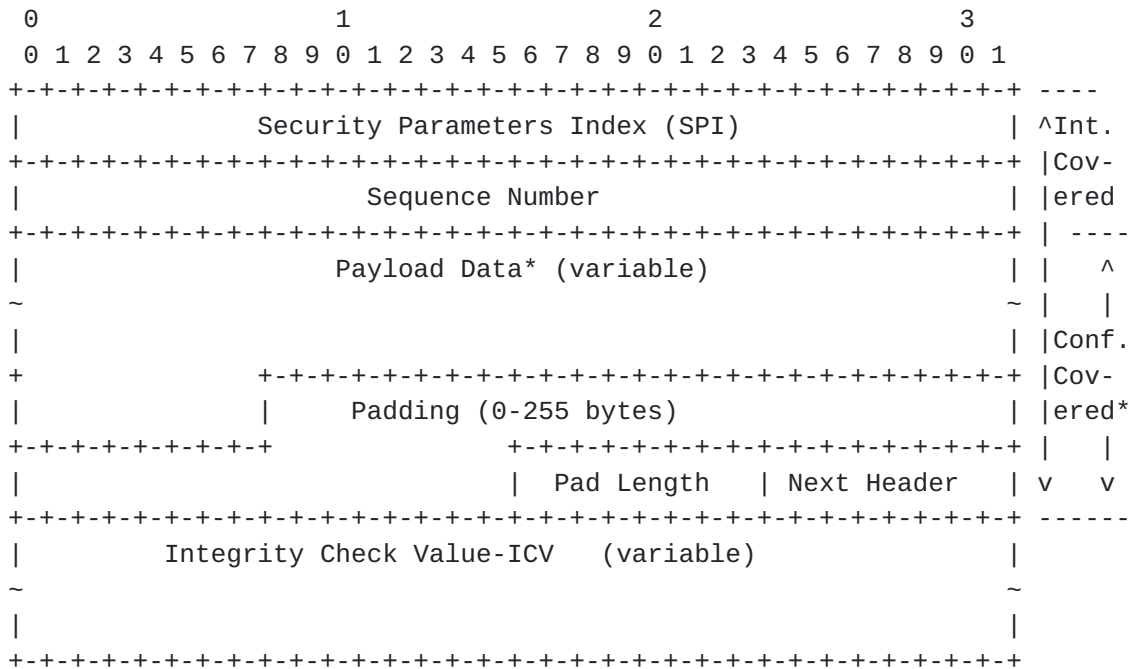 0                   1                   2                   3
 0 1 2 3 4 5 6 7 8 9 0 1 2 3 4 5 6 7 8 9 0 1 2 3 4 5 6 7 8 9 0 1
+-+-+-+-+-+-+-+-+-+-+-+-+-+-+-+-+-+-+-+-+-+-+-+-+-+-+-+-+-+-+-+-+ ----
|               Security Parameters Index (SPI)                 | ^Int.
+-+-+-+-+-+-+-+-+-+-+-+-+-+-+-+-+-+-+-+-+-+-+-+-+-+-+-+-+-+-+-+-+ |Cov-
|                      Sequence Number                          | |ered
+-+-+-+-+-+-+-+-+-+-+-+-+-+-+-+-+-+-+-+-+-+-+-+-+-+-+-+-+-+-+-+-+ | ----
|                    Payload Data* (variable)                   | |   ^
~                                                               ~ |   |
|                                                               | |Conf.
+               +-+-+-+-+-+-+-+-+-+-+-+-+-+-+-+-+-+-+-+-+-+-+-+-+ |Cov-
|               |     Padding (0-255 bytes)                     | |ered*
+-+-+-+-+-+-+-+-+               +-+-+-+-+-+-+-+-+-+-+-+-+-+-+-+-+ |   |
|                               |  Pad Length   | Next Header   | v   v
+-+-+-+-+-+-+-+-+-+-+-+-+-+-+-+-+-+-+-+-+-+-+-+-+-+-+-+-+-+-+-+-+ ------
|         Integrity Check Value-ICV   (variable)                |
~                                                               ~
|                                                               |
+-+-+-+-+-+-+-+-+-+-+-+-+-+-+-+-+-+-+-+-+-+-+-+-+-+-+-+-+-+-+-+-+